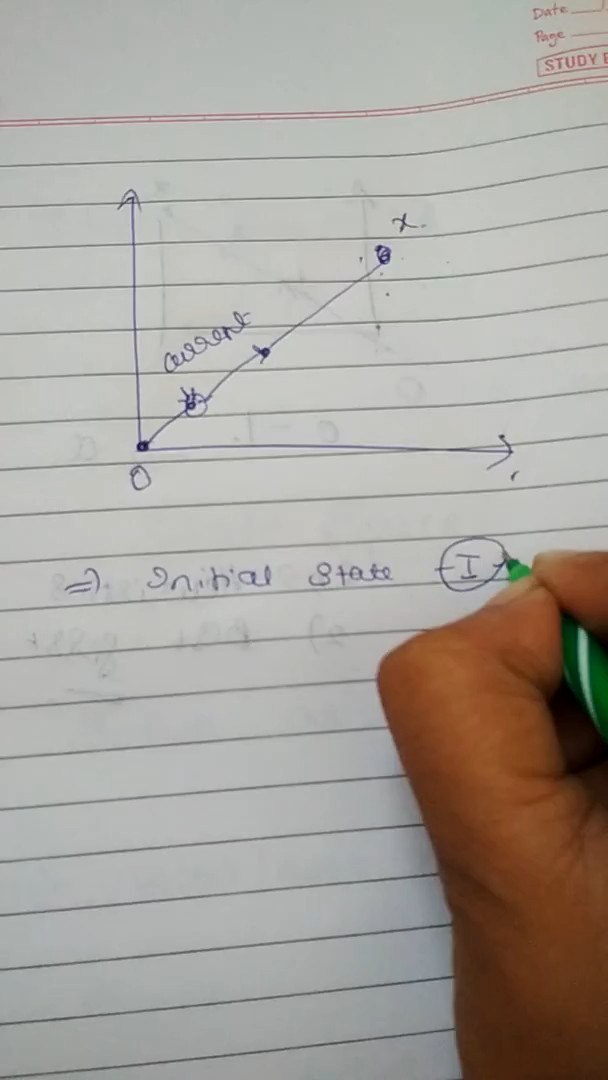 Date
Page
STUDY
x.
current
O
=> Initial State I